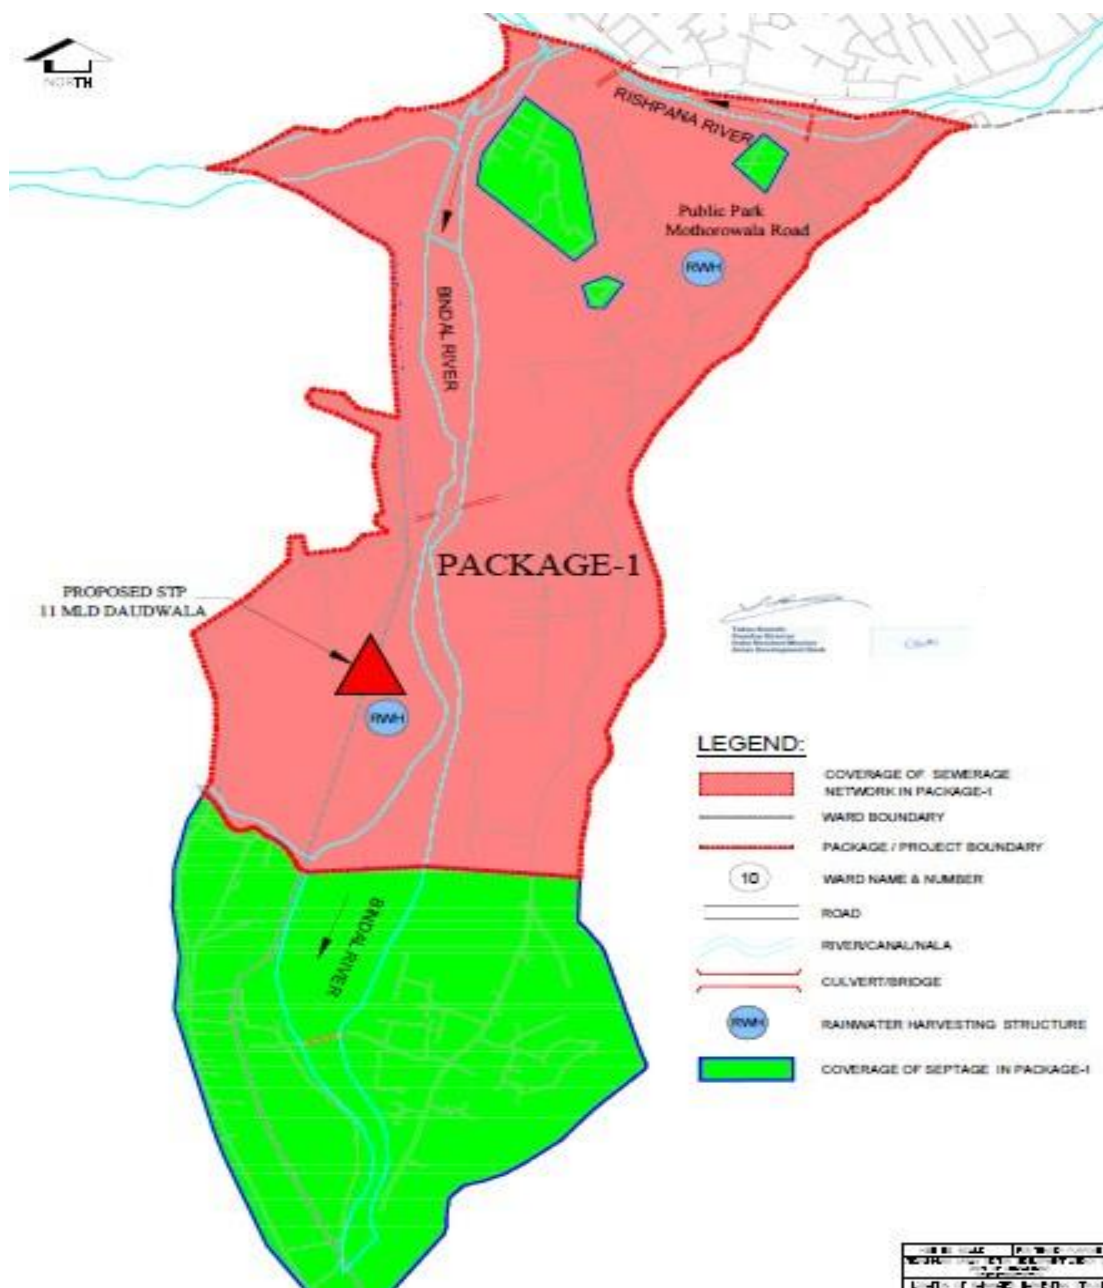 NORTH
RISHPANA RIVER
Public Park
Mothorowala Road
RWH
BINDAL RIVER
PACKAGE-1
PROPOSED STP
11 MLD DAUDWALA
RWH
LEGEND:
COVERAGE OF SEWERAGE
NETWORK IN PACKAGE-1
WARD BOUNDARY
PACKAGE / PROJECT BOUNDARY
10
WARD NAME & NUMBER
ROAD
RIVER/CANAL/NALA
CULVERT/BRIDGE
RWH
RAINWATER HARVESTING STRUCTURE
COVERAGE OF SEPTAGE IN PACKAGE-1
BINDAL RIVER